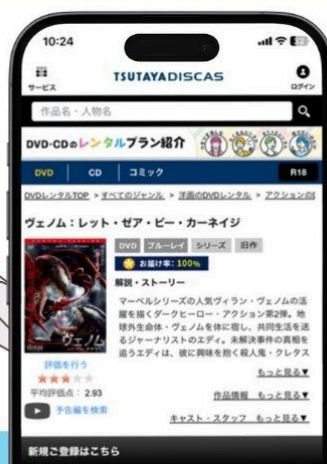 10:24
サービス
TSUTAYADISCAS
ログイン
作品名・人物名
DVD・CDのレンタルプラン紹介
DVD
CD
コミック
R18
DVDレンタルTOP > すべてのジャンル > 洋画のDVDレンタル > アクションの
ヴェノム：レット・ゼア・ビー・カーネイジ
DVD ブルーレイ シリーズ 旧作
お届け率：100%
解説・ストーリー
マーベルシリーズの人気ヴィラン・ヴェノムの活
躍を描くダークヒーロー・アクション第2弾。地
球外生命体・ヴェノムを体に宿し、共同生活を送
るジャーナリストのエディ。未解決事件の真相を
追うエディは、彼に興味を抱く殺人鬼・クレタス
もっと見る▼
ヴェノム
評価を行う
平均評価点：2.93
予告編を検索
作品情報 もっと見る▼
キャスト・スタッフ もっと見る▼
新規ご登録はこちら